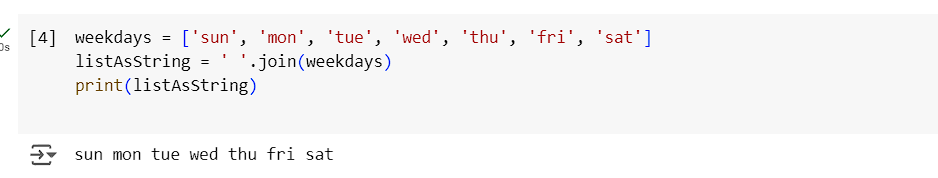 [4] weekdays = ['sun', 'mon', 'tue', 'wed', 'thu', 'fri', 'sat']
0s
listAsString = ' '.join(weekdays)
print(listAsString)
sun mon tue wed thu fri sat